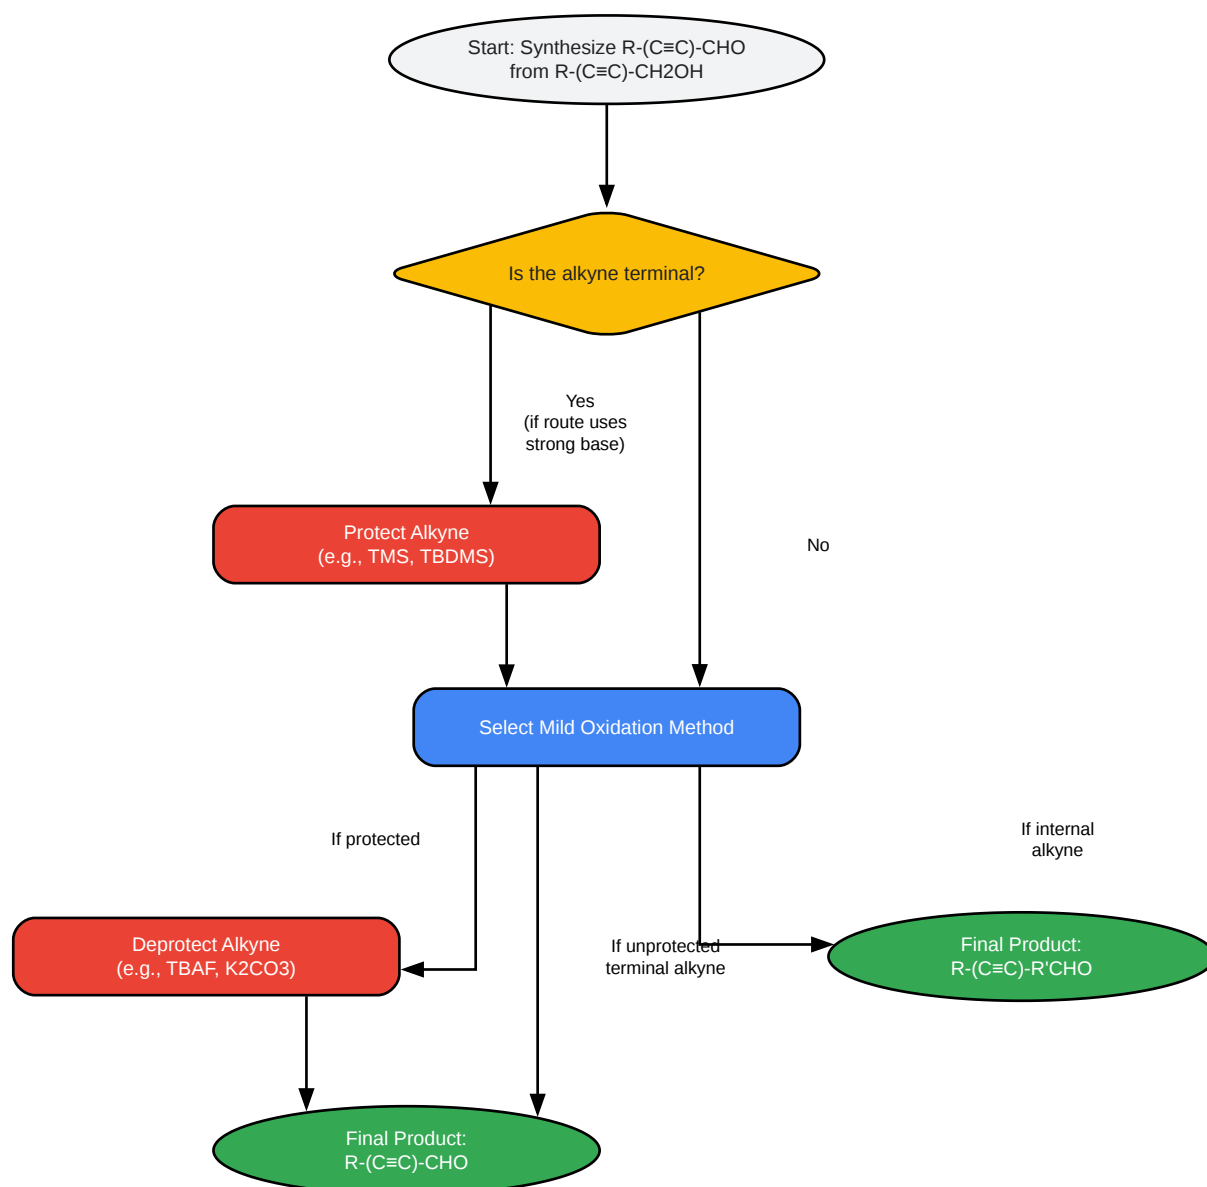 Start: Synthesize R-(C≡C)-CHO
from R-(C≡C)-CH2OH
Is the alkyne terminal?
Yes
(if route uses
strong base)
Protect Alkyne
(e.g., TMS, TBDMS)
No
Select Mild Oxidation Method
If protected
If internal
alkyne
Deprotect Alkyne
(e.g., TBAF, K2CO3)
If unprotected
terminal alkyne
Final Product:
R-(C≡C)-R'CHO
Final Product:
R-(C≡C)-CHO